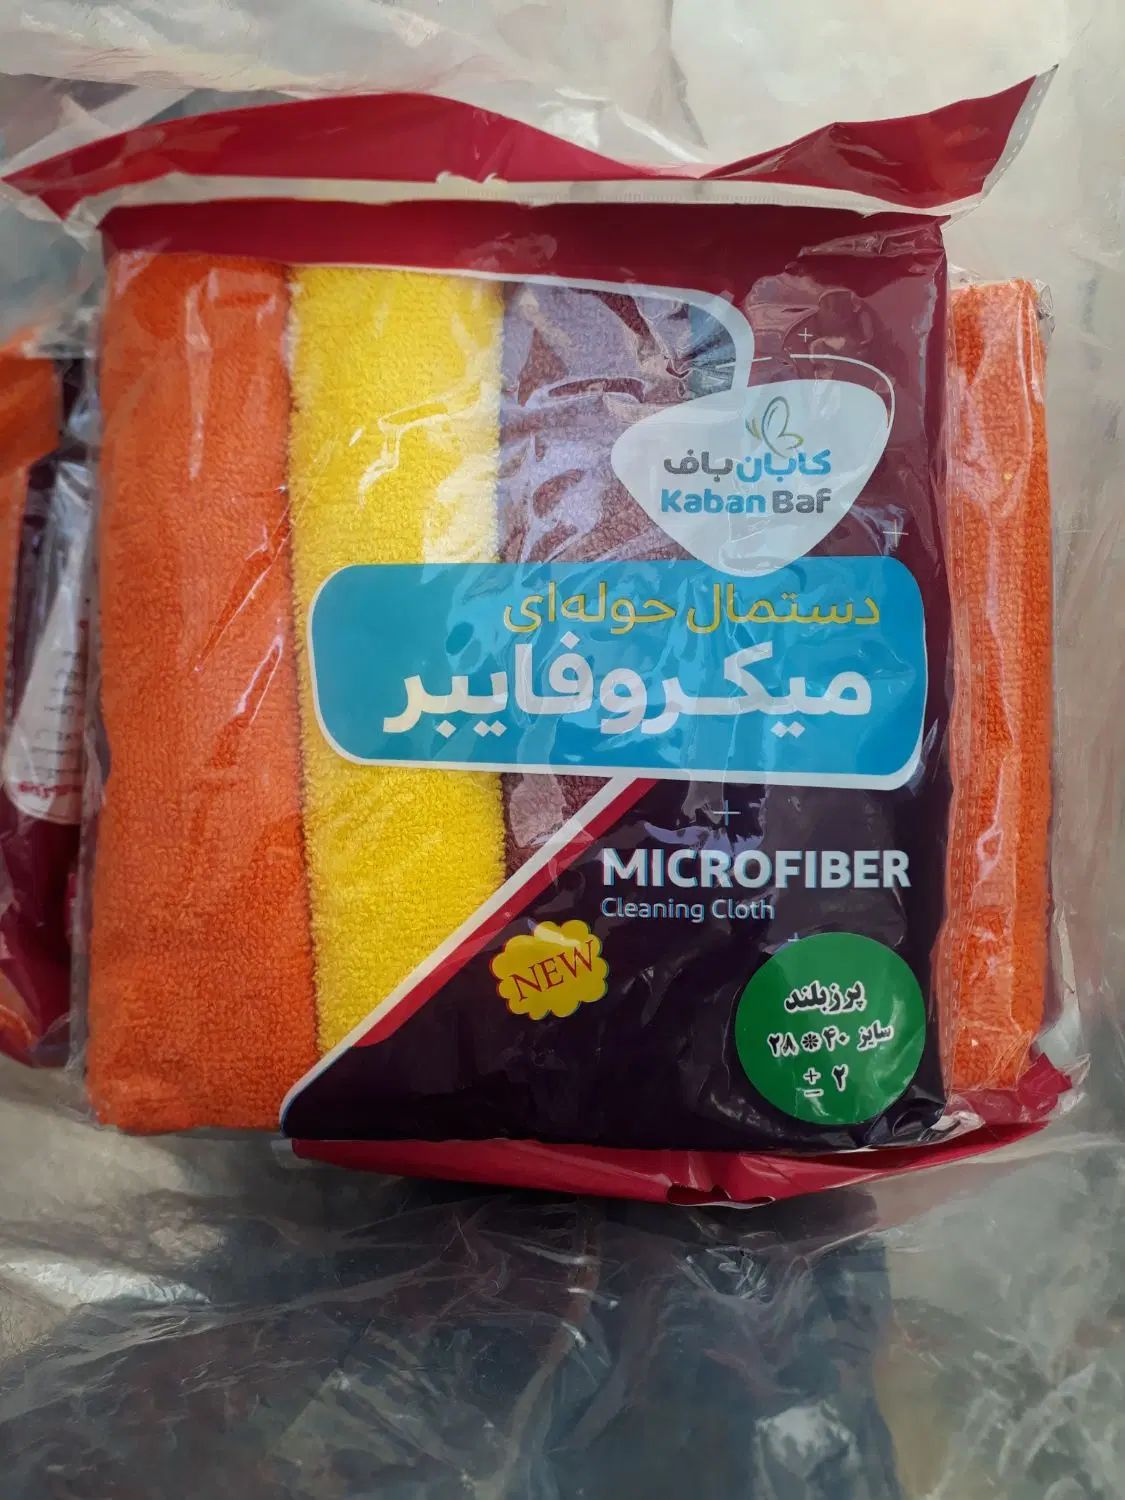 کابان باف
Kaban Baf
دستمال حوله‌ای
میکروفایبر
MICROFIBER
Cleaning Cloth
NEW
پرزبلند
سایز ۴۰*۲۸
± ۲